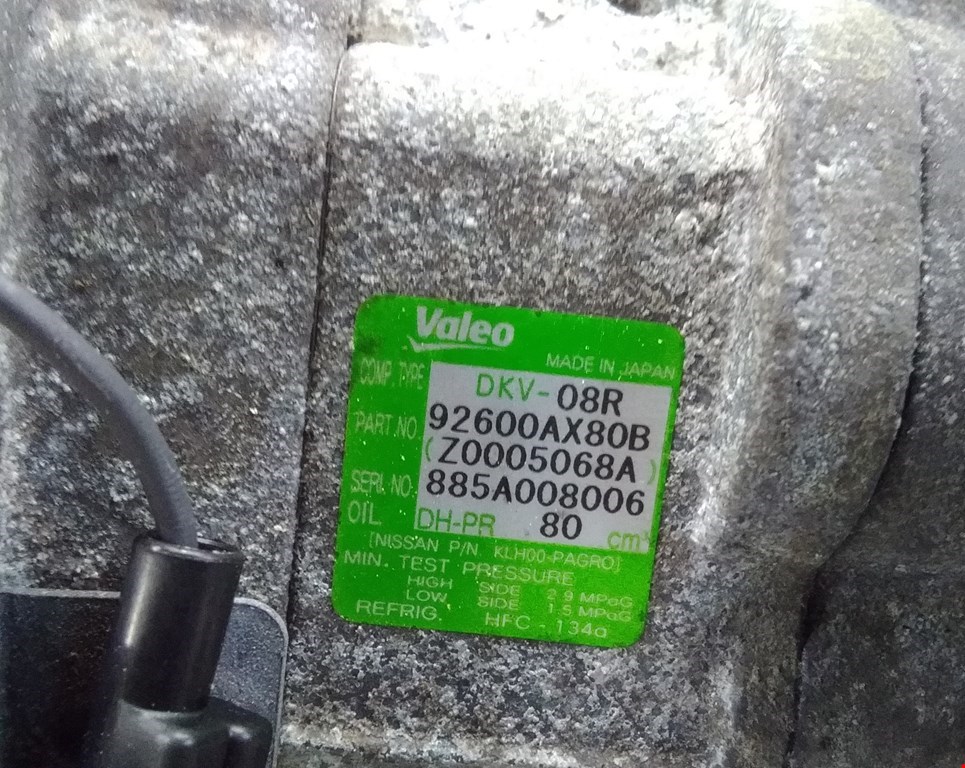 Valeo
MADE IN JAPAN
COMP. TYPE DKV-08R
PART NO. 92600AX80B
(Z0005068A)
SERI. NO. 885A008006
OIL DH-PR 80 cm³
[NISSAN P/N. KLH00-PAGR0]
MIN. TEST PRESSURE
HIGH SIDE 2.9 MPaG
LOW SIDE 1.5 MPaG
REFRIG. HFC-134a